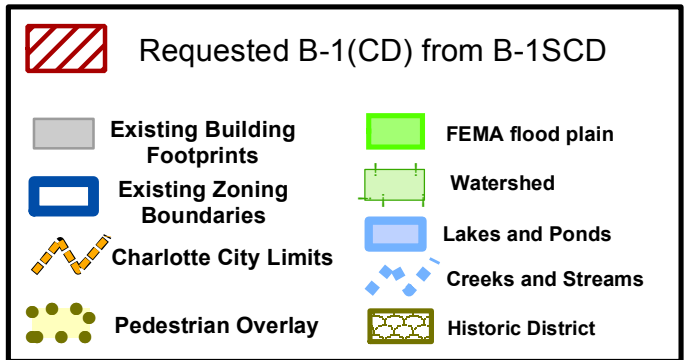 Requested B-1(CD) from B-1SCD
Existing Building
Footprints
Existing Zoning
Boundaries
Charlotte City Limits
Pedestrian Overlay
FEMA flood plain
Watershed
Lakes and Ponds
Creeks and Streams
Historic District